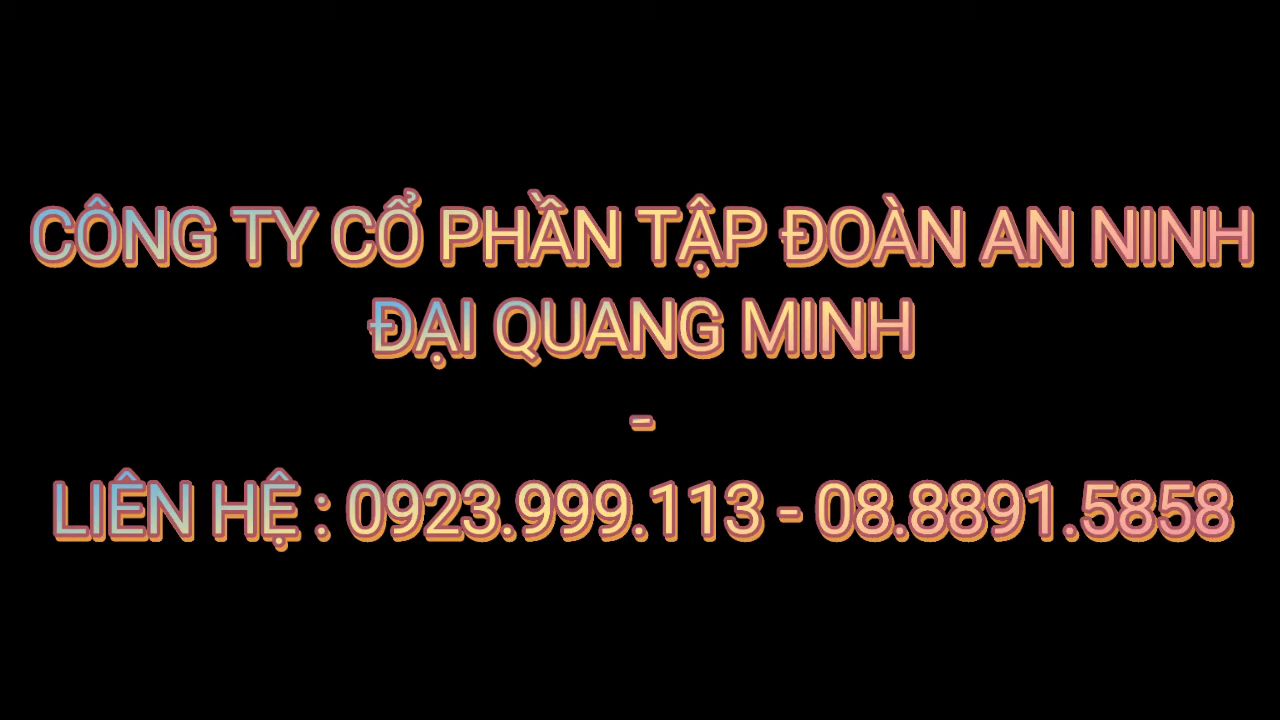 CÔNG TY CỔ PHẦN TẬP ĐOÀN AN NINH
ĐẠI QUANG MINH
-
LIÊN HỆ : 0923.999.113 - 08.8891.5858